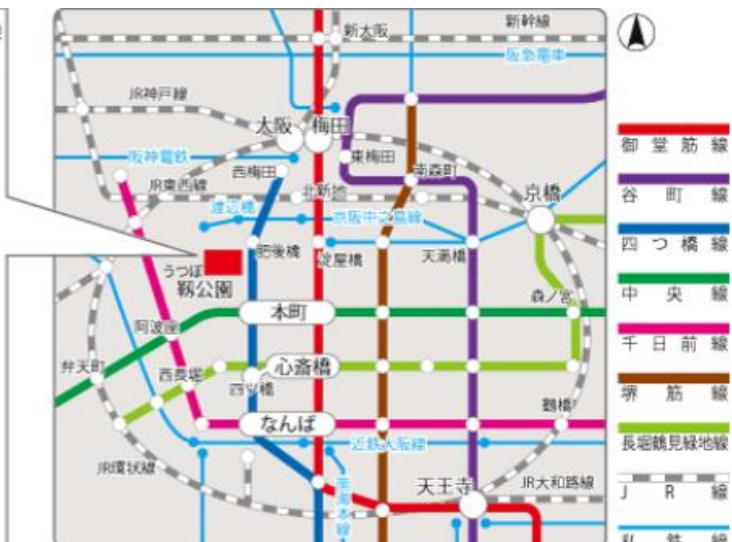 新大阪
新幹線
阪急電車
JR神戸線
大阪
梅田
東梅田
阪神電鉄
西梅田
南森町
JR東西線
北新地
京橋
渡辺橋
京阪中之島線
肥後橋
淀屋橋
天満橋
うつぼ
靱公園
森ノ宮
本町
阿波座
弁天町
西長堀
心斎橋
四ツ橋
鶴橋
なんば
近鉄大阪線
JR環状線
南海本線
天王寺
JR大和路線
御堂筋線
谷町線
四つ橋線
中央線
千日前線
堺筋線
長堀鶴見緑地線
JR線
私鉄線